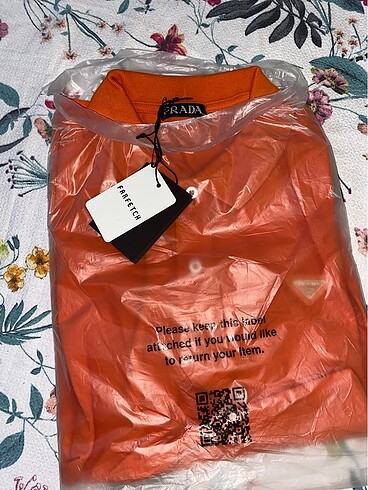 PRADA
FARFETCH
Please keep this label
attached if you would like
to return your item.